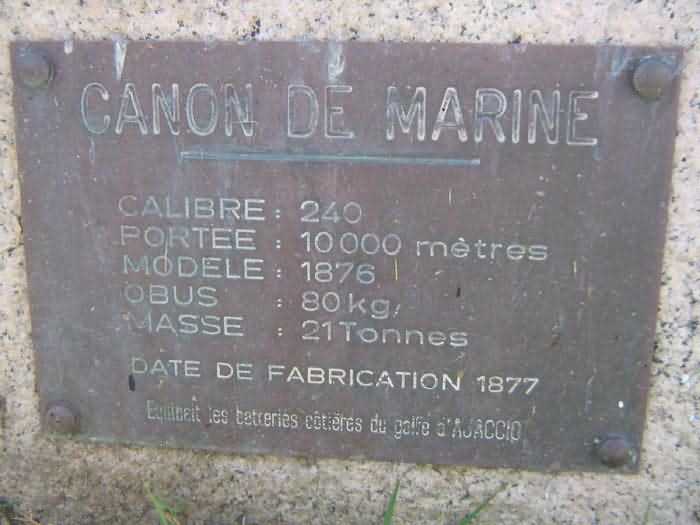 CANON DE MARINE
CALIBRE : 240
PORTEE : 10 000 mètres
MODELE : 1876
OBUS : 80 kg
MASSE : 21 Tonnes
DATE DE FABRICATION 1877
Equipait les batteries côtières du golfe d'AJACCIO